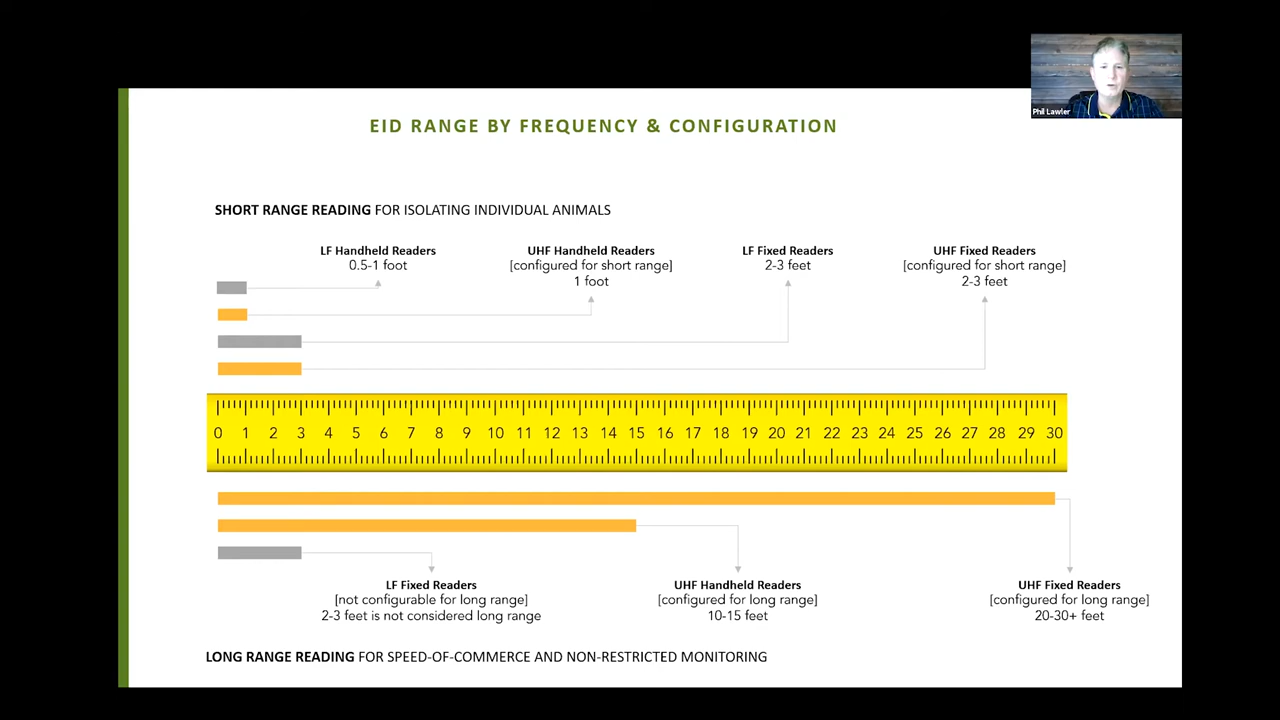 Phil Lawler
EID RANGE BY FREQUENCY & CONFIGURATION
SHORT RANGE READING FOR ISOLATING INDIVIDUAL ANIMALS
LF Handheld Readers
0.5-1 foot
UHF Handheld Readers
[configured for short range]
1 foot
LF Fixed Readers
2-3 feet
UHF Fixed Readers
[configured for short range]
2-3 feet
0 1 2 3 4 5 6 7 8 9 10 11 12 13 14 15 16 17 18 19 20 21 22 23 24 25 26 27 28 29 30
LF Fixed Readers
[not configurable for long range]
2-3 feet is not considered long range
UHF Handheld Readers
[configured for long range]
10-15 feet
UHF Fixed Readers
[configured for long range]
20-30+ feet
LONG RANGE READING FOR SPEED-OF-COMMERCE AND NON-RESTRICTED MONITORING